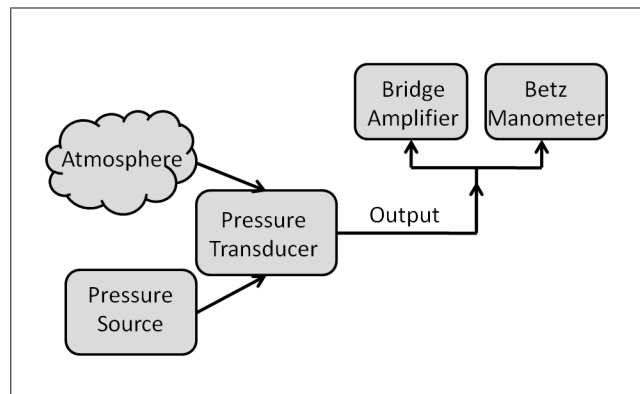 Bridge
Amplifier
Betz
Manometer
Atmosphere
Pressure
Transducer
Output
Pressure
Source